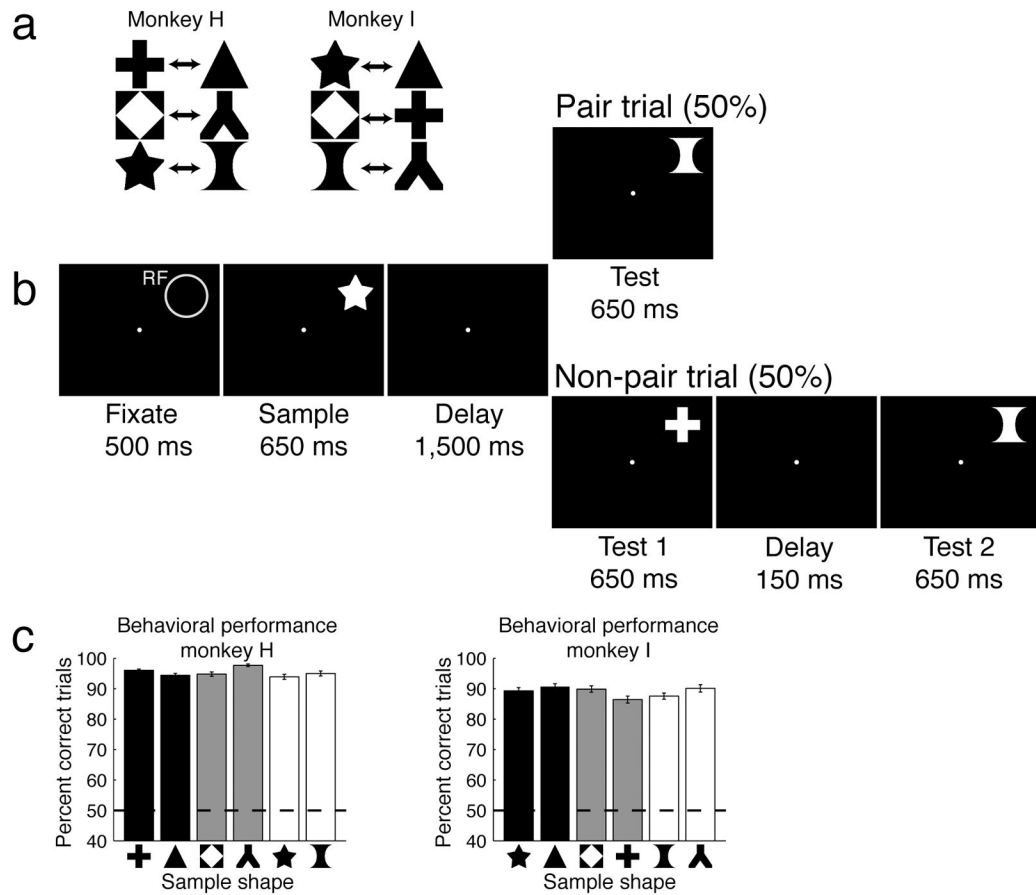 a
Monkey H
Monkey I
Pair trial (50%)
Test
650 ms
b
RF
Fixate
500 ms
Sample
650 ms
Delay
1,500 ms
Non-pair trial (50%)
Test 1
650 ms
Delay
150 ms
Test 2
650 ms
c
Behavioral performance
monkey H
Percent correct trials
100
90
80
70
60
50
40
Sample shape
Behavioral performance
monkey I
Percent correct trials
100
90
80
70
60
50
40
Sample shape